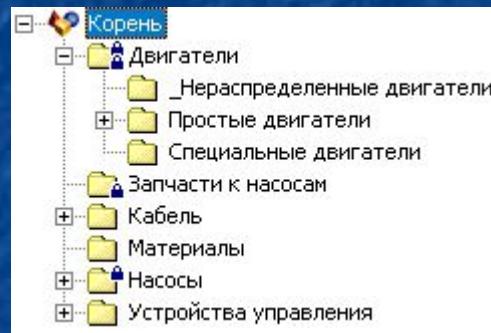 Корень
Двигатели
_Нераспределенные двигатели
Простые двигатели
Специальные двигатели
Запчасти к насосам
Кабель
Материалы
Насосы
Устройства управления